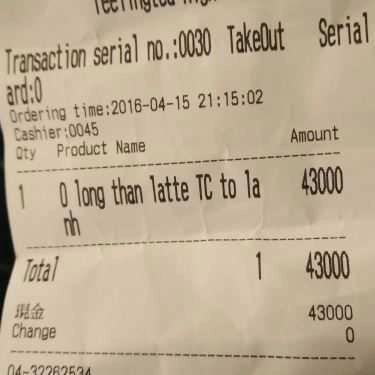 Transaction serial no.:0030 TakeOut Serial
ard:0
Ordering time:2016-04-15 21:15:02
Cashier:0045
Qty Product Name Amount
1 O long than latte TC to la 43000
nh
Total 1 43000
現金 43000
Change 0
04-32262534